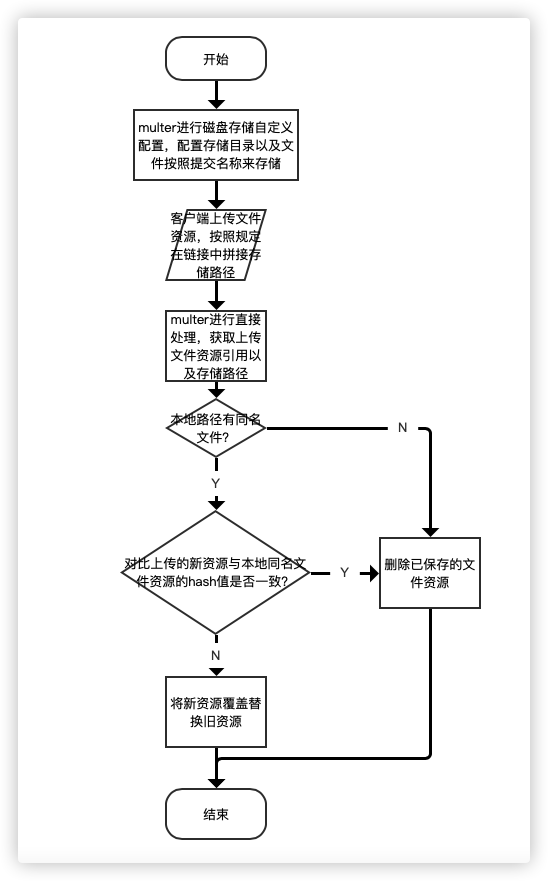 开始
multer进行磁盘存储自定义
配置，配置存储目录以及文
件按照提交名称来存储
客户端上传文件
资源，按照规定
在链接中拼接存
储路径
multer进行直接
处理，获取上传
文件资源引用以
及存储路径
本地路径有同名
文件？
N
Y
对比上传的新资源与本地同名文
件资源的hash值是否一致？
Y
删除已保存的文
件资源
N
将新资源覆盖替
换旧资源
结束